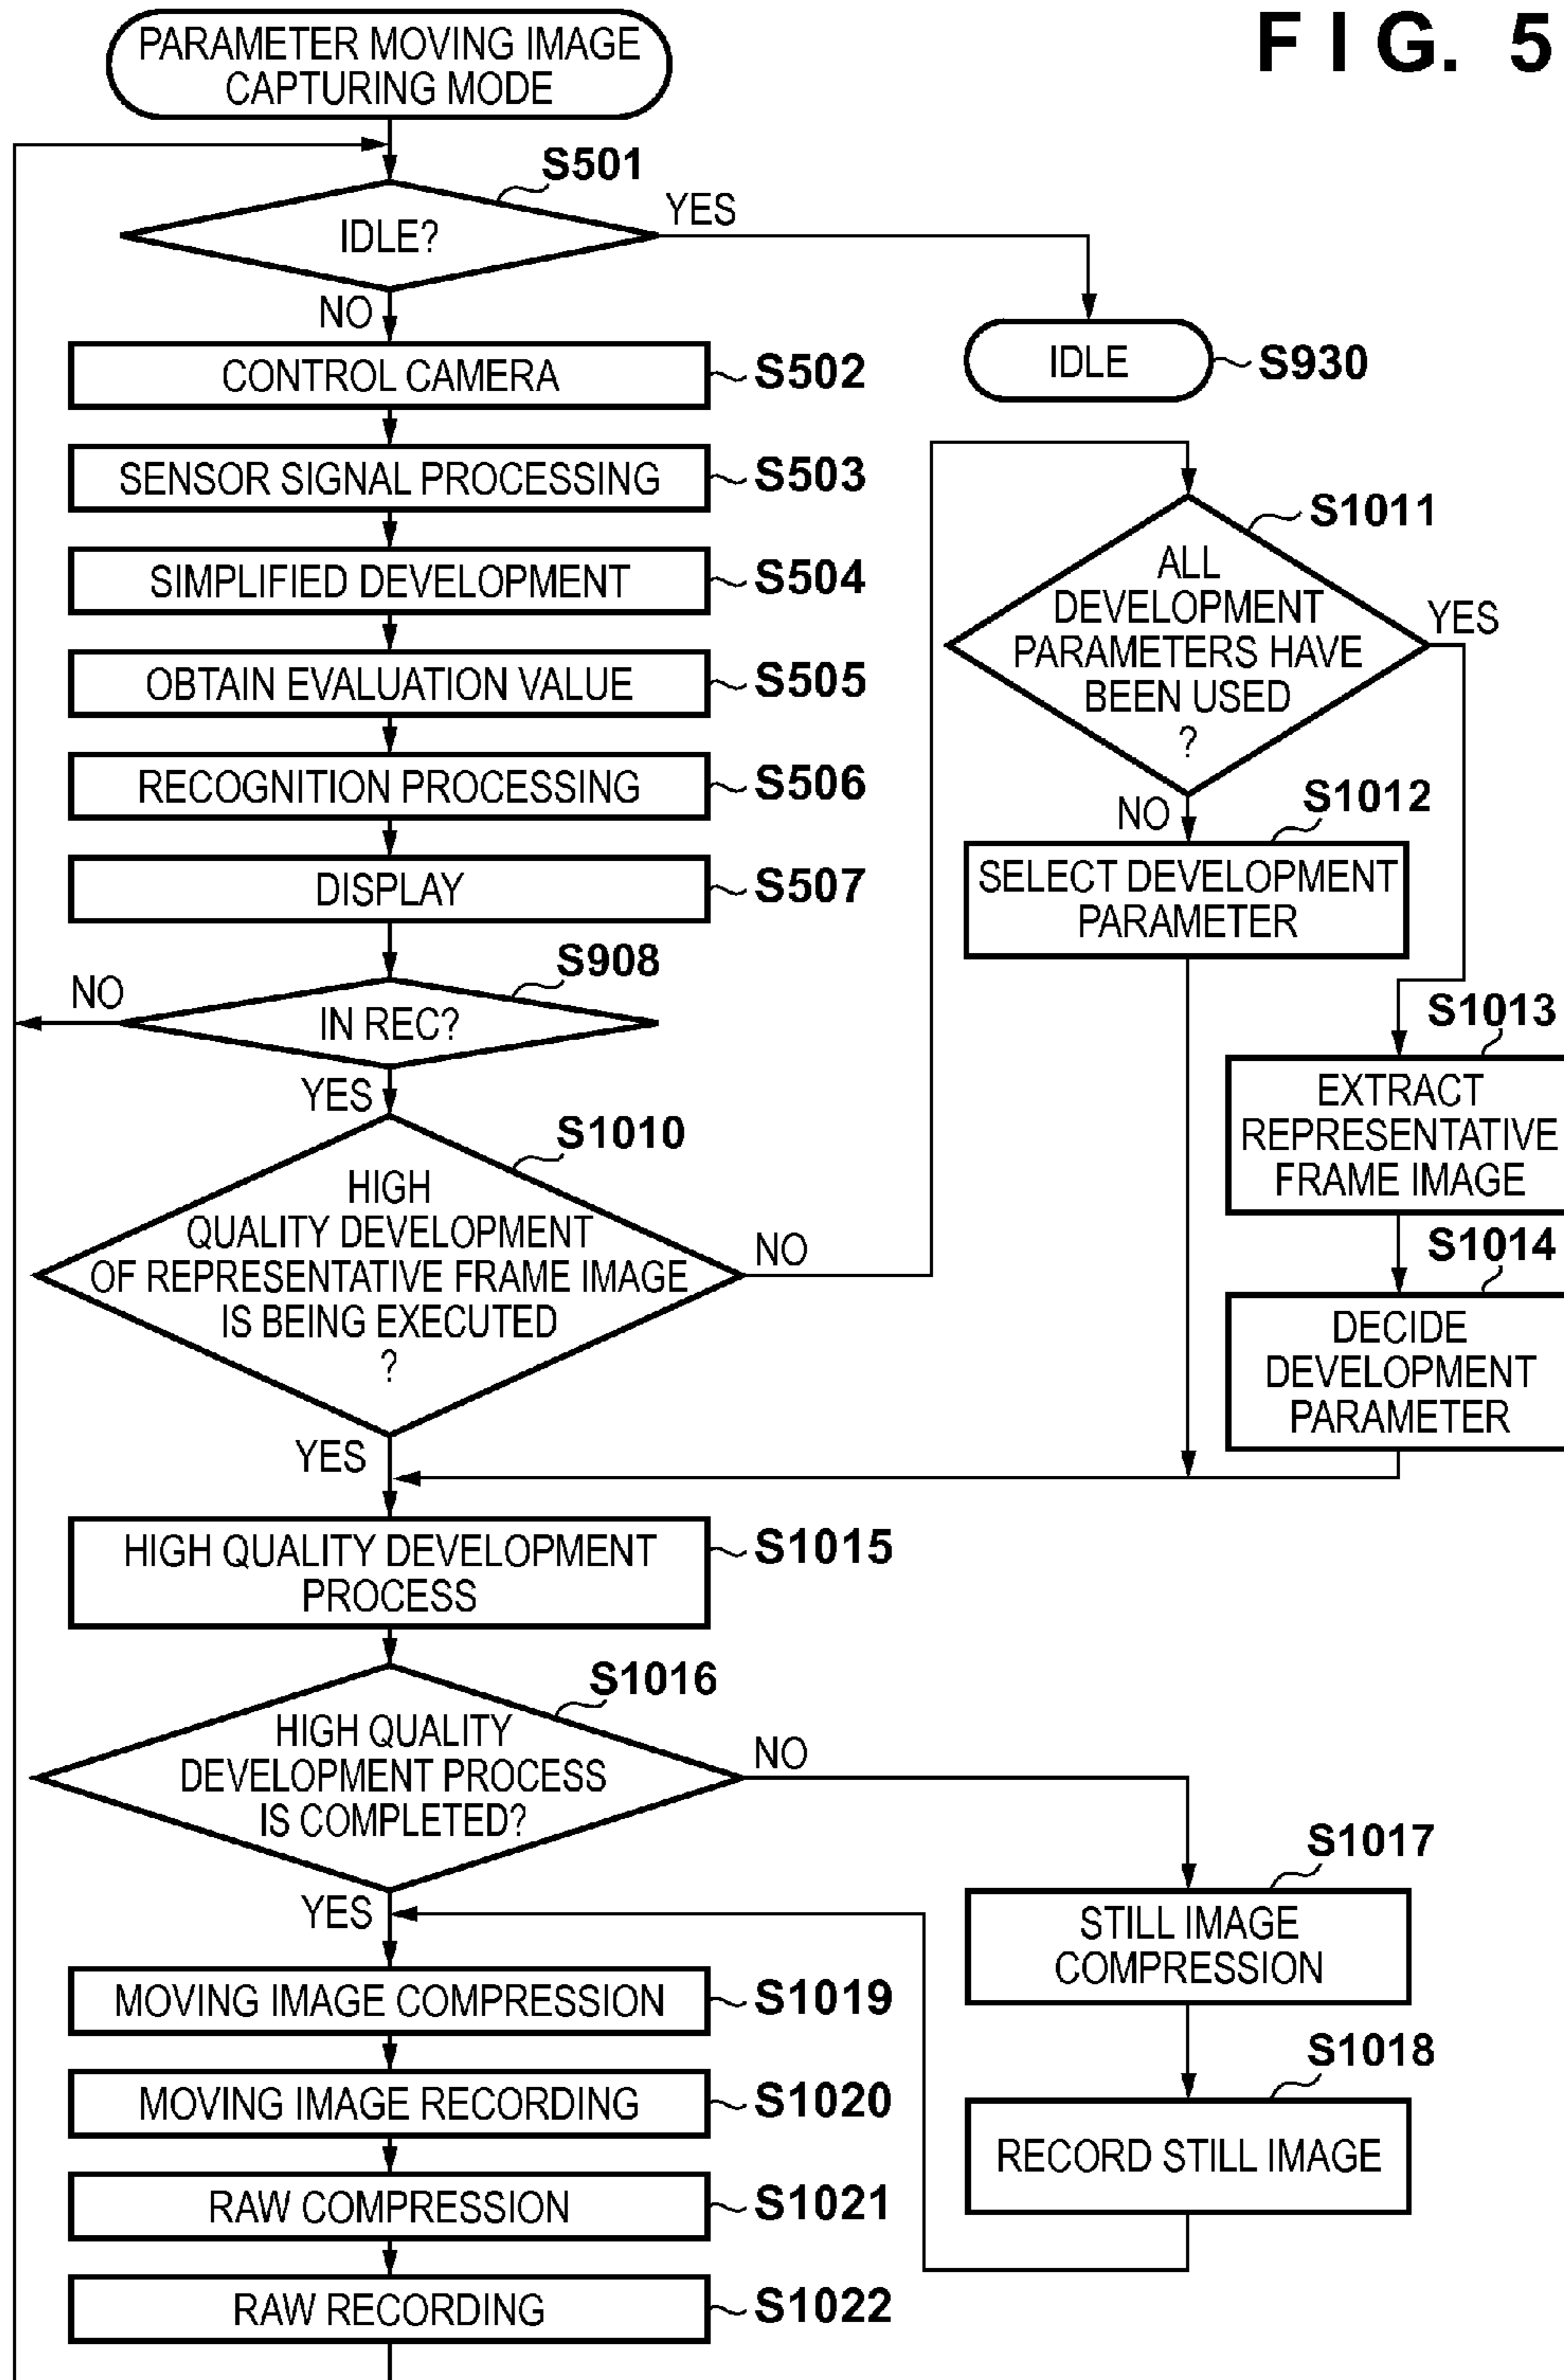 FIG. 5
PARAMETER MOVING IMAGE
CAPTURING MODE
S501
IDLE?
YES
NO
IDLE
S930
CONTROL CAMERA
S502
SENSOR SIGNAL PROCESSING
S503
SIMPLIFIED DEVELOPMENT
S504
OBTAIN EVALUATION VALUE
S505
RECOGNITION PROCESSING
S506
DISPLAY
S507
S908
IN REC?
NO
YES
S1010
HIGH
QUALITY DEVELOPMENT
OF REPRESENTATIVE FRAME IMAGE
IS BEING EXECUTED
?
NO
YES
S1011
ALL
DEVELOPMENT
PARAMETERS HAVE
BEEN USED
?
YES
NO
S1012
SELECT DEVELOPMENT
PARAMETER
S1013
EXTRACT
REPRESENTATIVE
FRAME IMAGE
S1014
DECIDE
DEVELOPMENT
PARAMETER
HIGH QUALITY DEVELOPMENT
PROCESS
S1015
S1016
HIGH QUALITY
DEVELOPMENT PROCESS
IS COMPLETED?
NO
YES
S1017
STILL IMAGE
COMPRESSION
S1018
RECORD STILL IMAGE
MOVING IMAGE COMPRESSION
S1019
MOVING IMAGE RECORDING
S1020
RAW COMPRESSION
S1021
RAW RECORDING
S1022